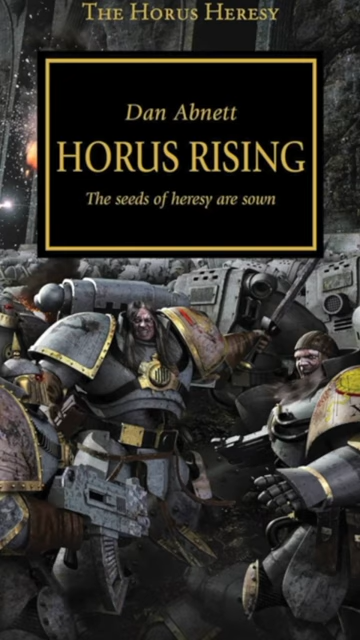 The Horus Heresy
Dan Abnett
HORUS RISING
The seeds of heresy are sown